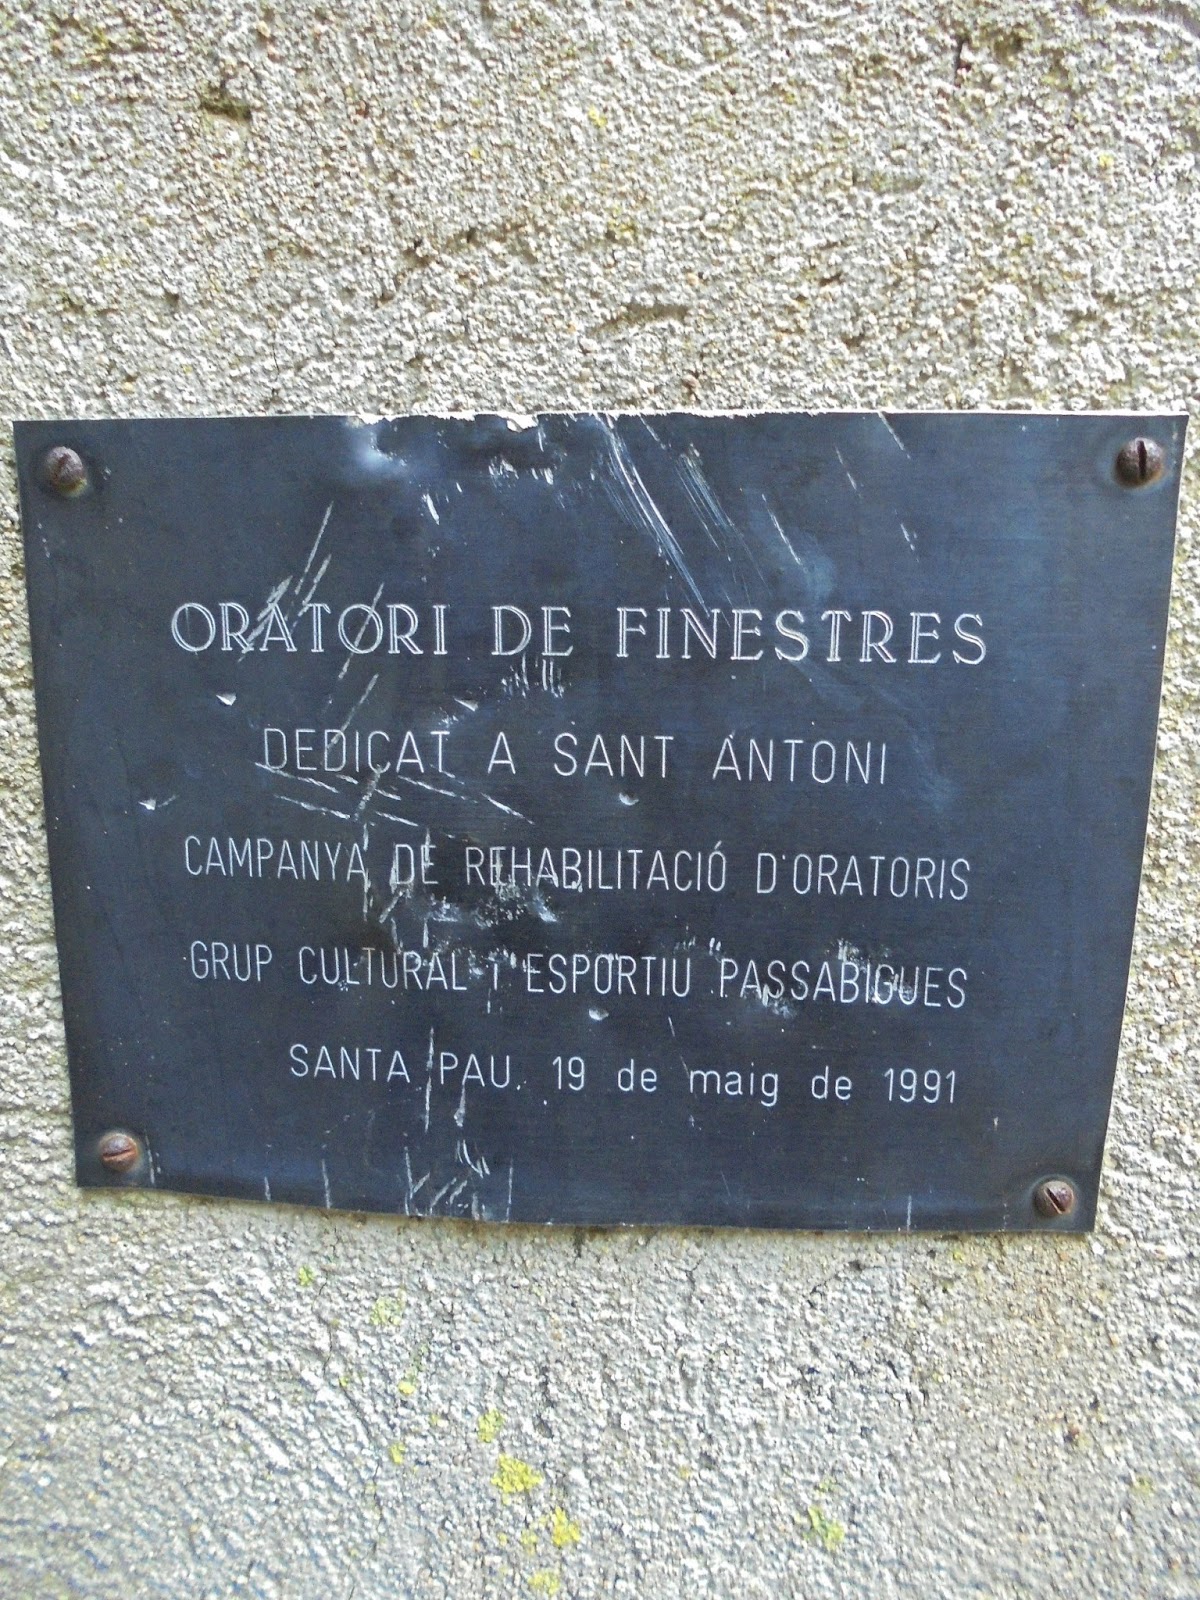 ORATORI DE FINESTRES
DEDICAT A SANT ANTONI
CAMPANYA DE REHABILITACIÓ D'ORATORIS
GRUP CULTURAL I ESPORTIU "PASSABIGUES
SANTA PAU, 19 de maig de 1991